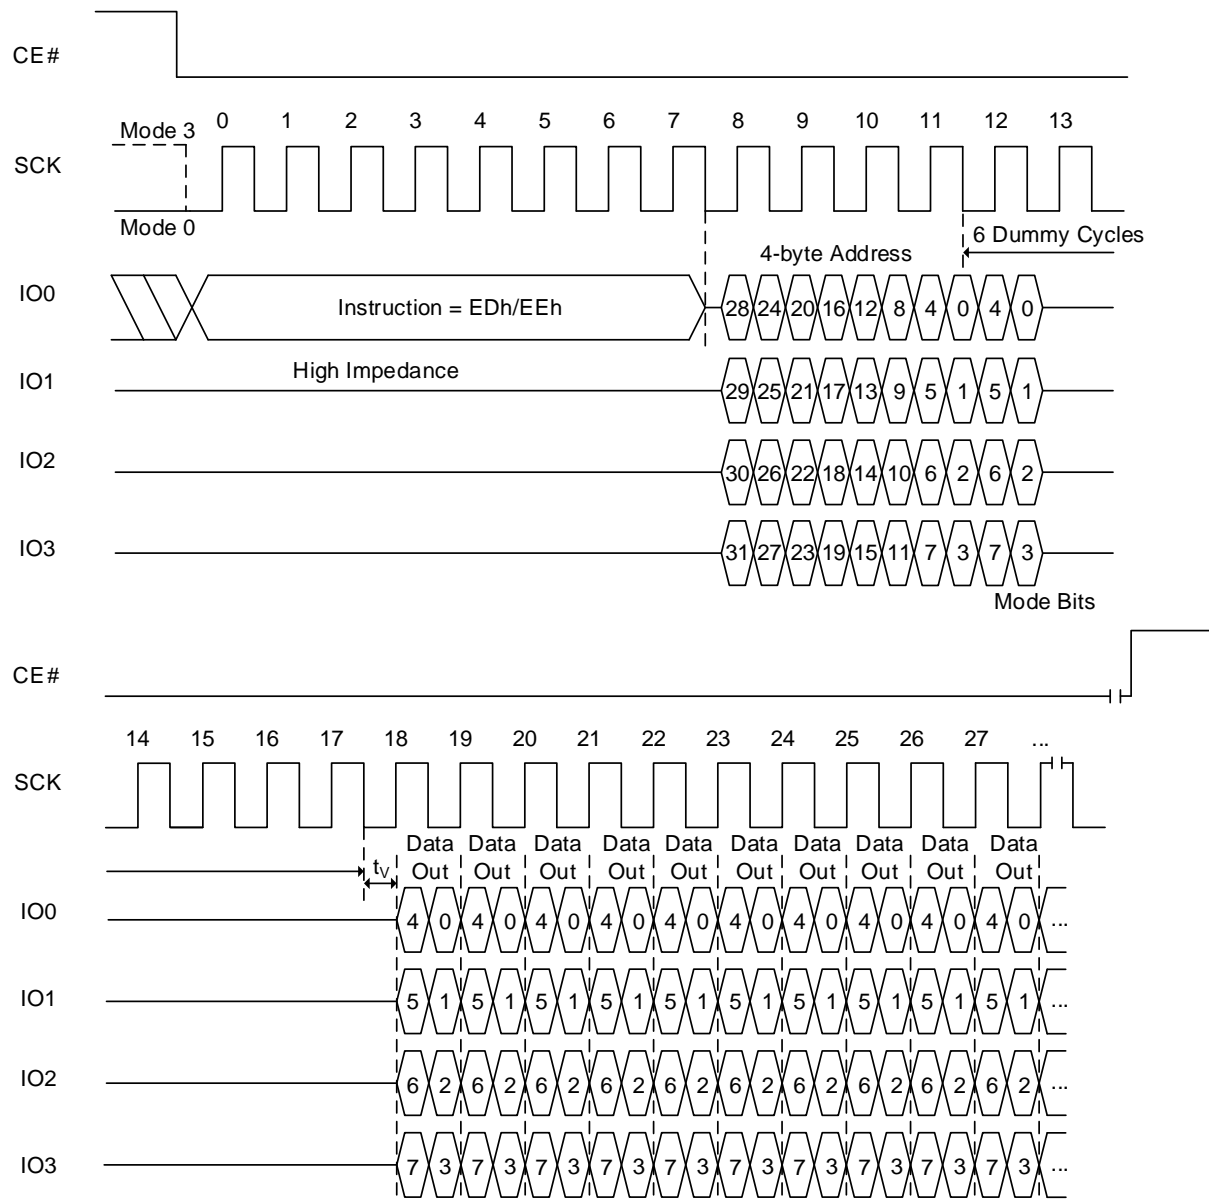 CE#
0 1 2 3 4 5 6 7 8 9 10 11 12 13
Mode 3
SCK
Mode 0
6 Dummy Cycles
4-byte Address
IO0
Instruction = EDh/EEh
28 24 20 16 12 8 4 0 4 0
High Impedance
IO1
29 25 21 17 13 9 5 1 5 1
IO2
30 26 22 18 14 10 6 2 6 2
IO3
31 27 23 19 15 11 7 3 7 3
Mode Bits
CE#
14 15 16 17 18 19 20 21 22 23 24 25 26 27 ...
SCK
Data Data Data Data Data Data Data Data Data Data
tV Out Out Out Out Out Out Out Out Out Out
IO0
4 0 4 0 4 0 4 0 4 0 4 0 4 0 4 0 4 0 4 0 ...
IO1
5 1 5 1 5 1 5 1 5 1 5 1 5 1 5 1 5 1 5 1 ...
IO2
6 2 6 2 6 2 6 2 6 2 6 2 6 2 6 2 6 2 6 2 ...
IO3
7 3 7 3 7 3 7 3 7 3 7 3 7 3 7 3 7 3 7 3 ...